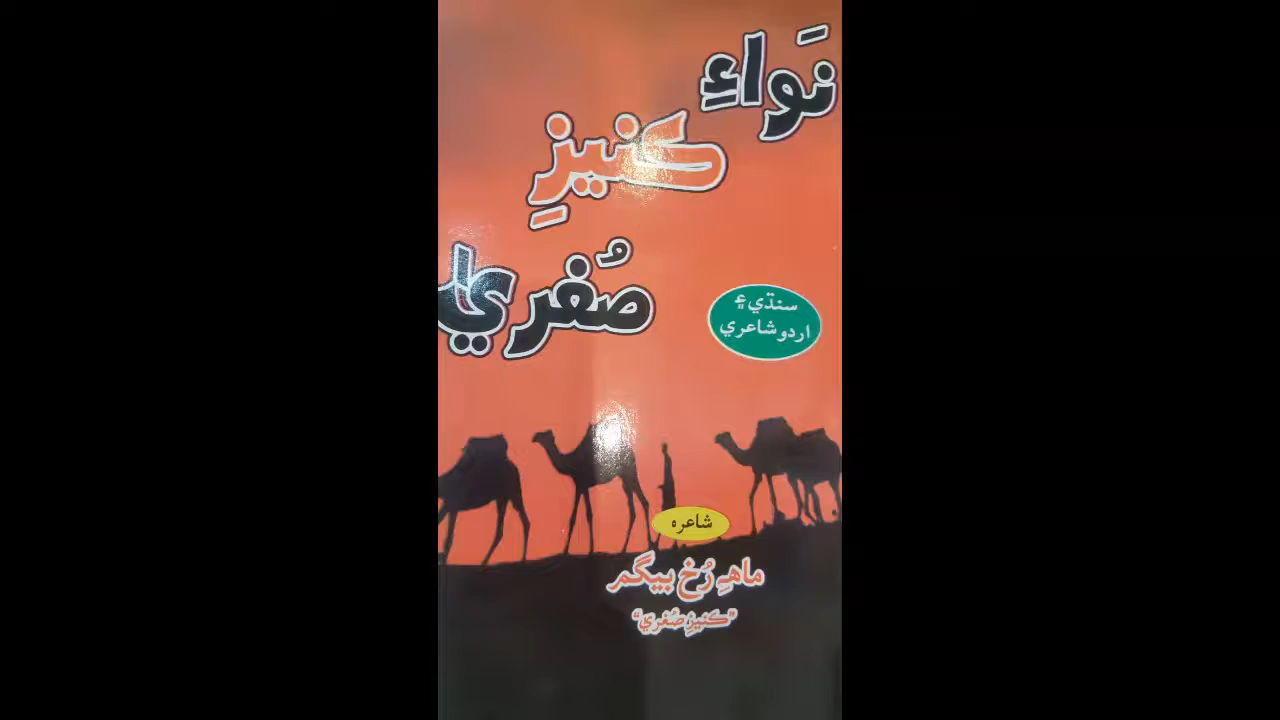 نَواءِ
ڪنيزِ
صُغريٰ
سنڌي ۽
اردو شاعري
شاعره
ماهِ رُخ بيگم
”ڪنيزِ صُغري“